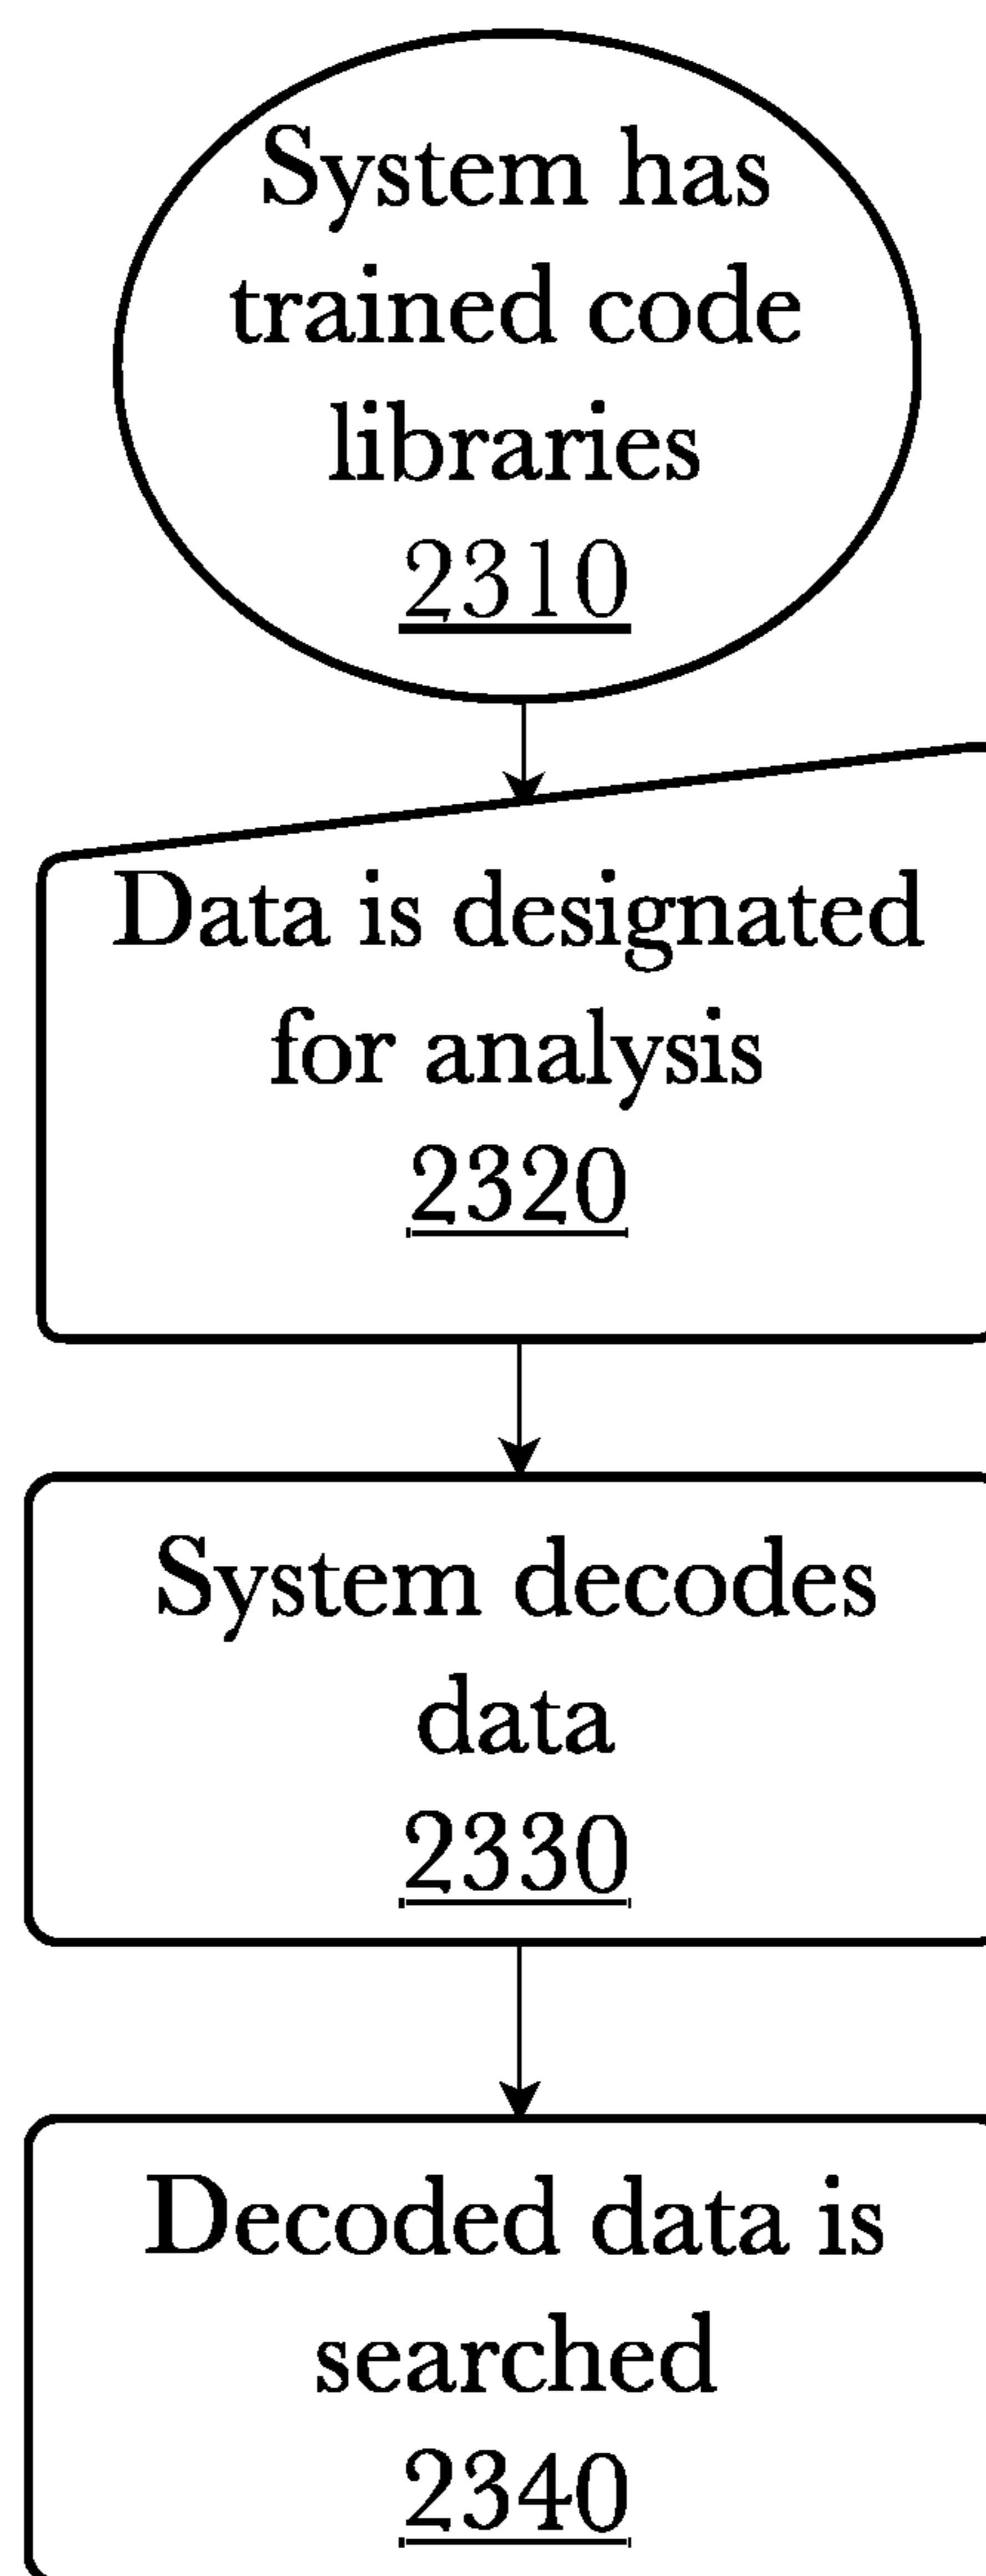 System has
trained code
libraries
2310
Data is designated
for analysis
2320
System decodes
data
2330
Decoded data is
searched
2340